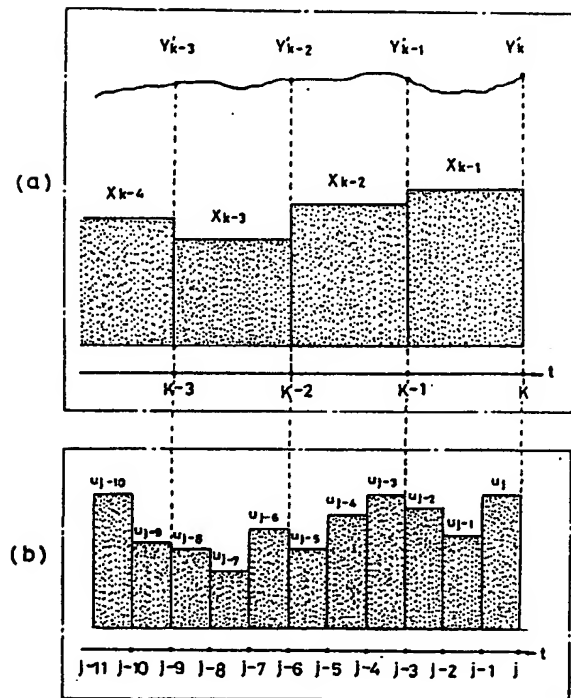 Y'k-3 Y'k-2 Y'k-1 Y'k
(a)
Xk-4 Xk-3 Xk-2 Xk-1
t
K-3 K-2 K-1 K
(b)
uj-10 uj-9 uj-8 uj-7 uj-6 uj-5 uj-4 uj-3 uj-2 uj-1 uj
t
j-11 j-10 j-9 j-8 j-7 j-6 j-5 j-4 j-3 j-2 j-1 j